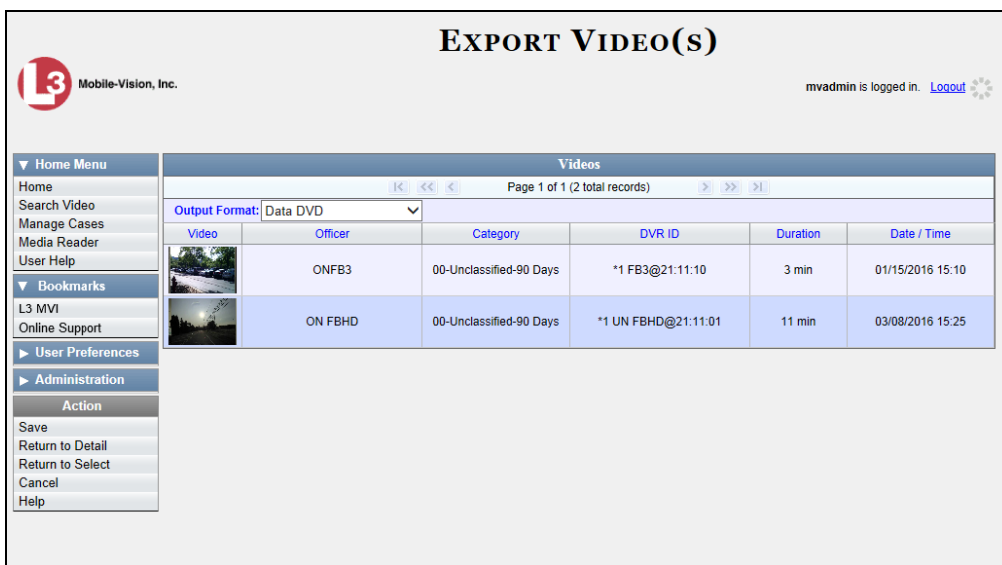 EXPORT VIDEO(S)
L3 Mobile-Vision, Inc.
mvadmin is logged in. Logout
▼ Home Menu
Home
Search Video
Manage Cases
Media Reader
User Help
▼ Bookmarks
L3 MVI
Online Support
▶ User Preferences
▶ Administration
Action
Save
Return to Detail
Return to Select
Cancel
Help
Videos
|< << < Page 1 of 1 (2 total records) > >> >|
Output Format: Data DVD
Video Officer Category DVR ID Duration Date / Time
ONFB3 00-Unclassified-90 Days *1 FB3@21:11:10 3 min 01/15/2016 15:10
ON FBHD 00-Unclassified-90 Days *1 UN FBHD@21:11:01 11 min 03/08/2016 15:25